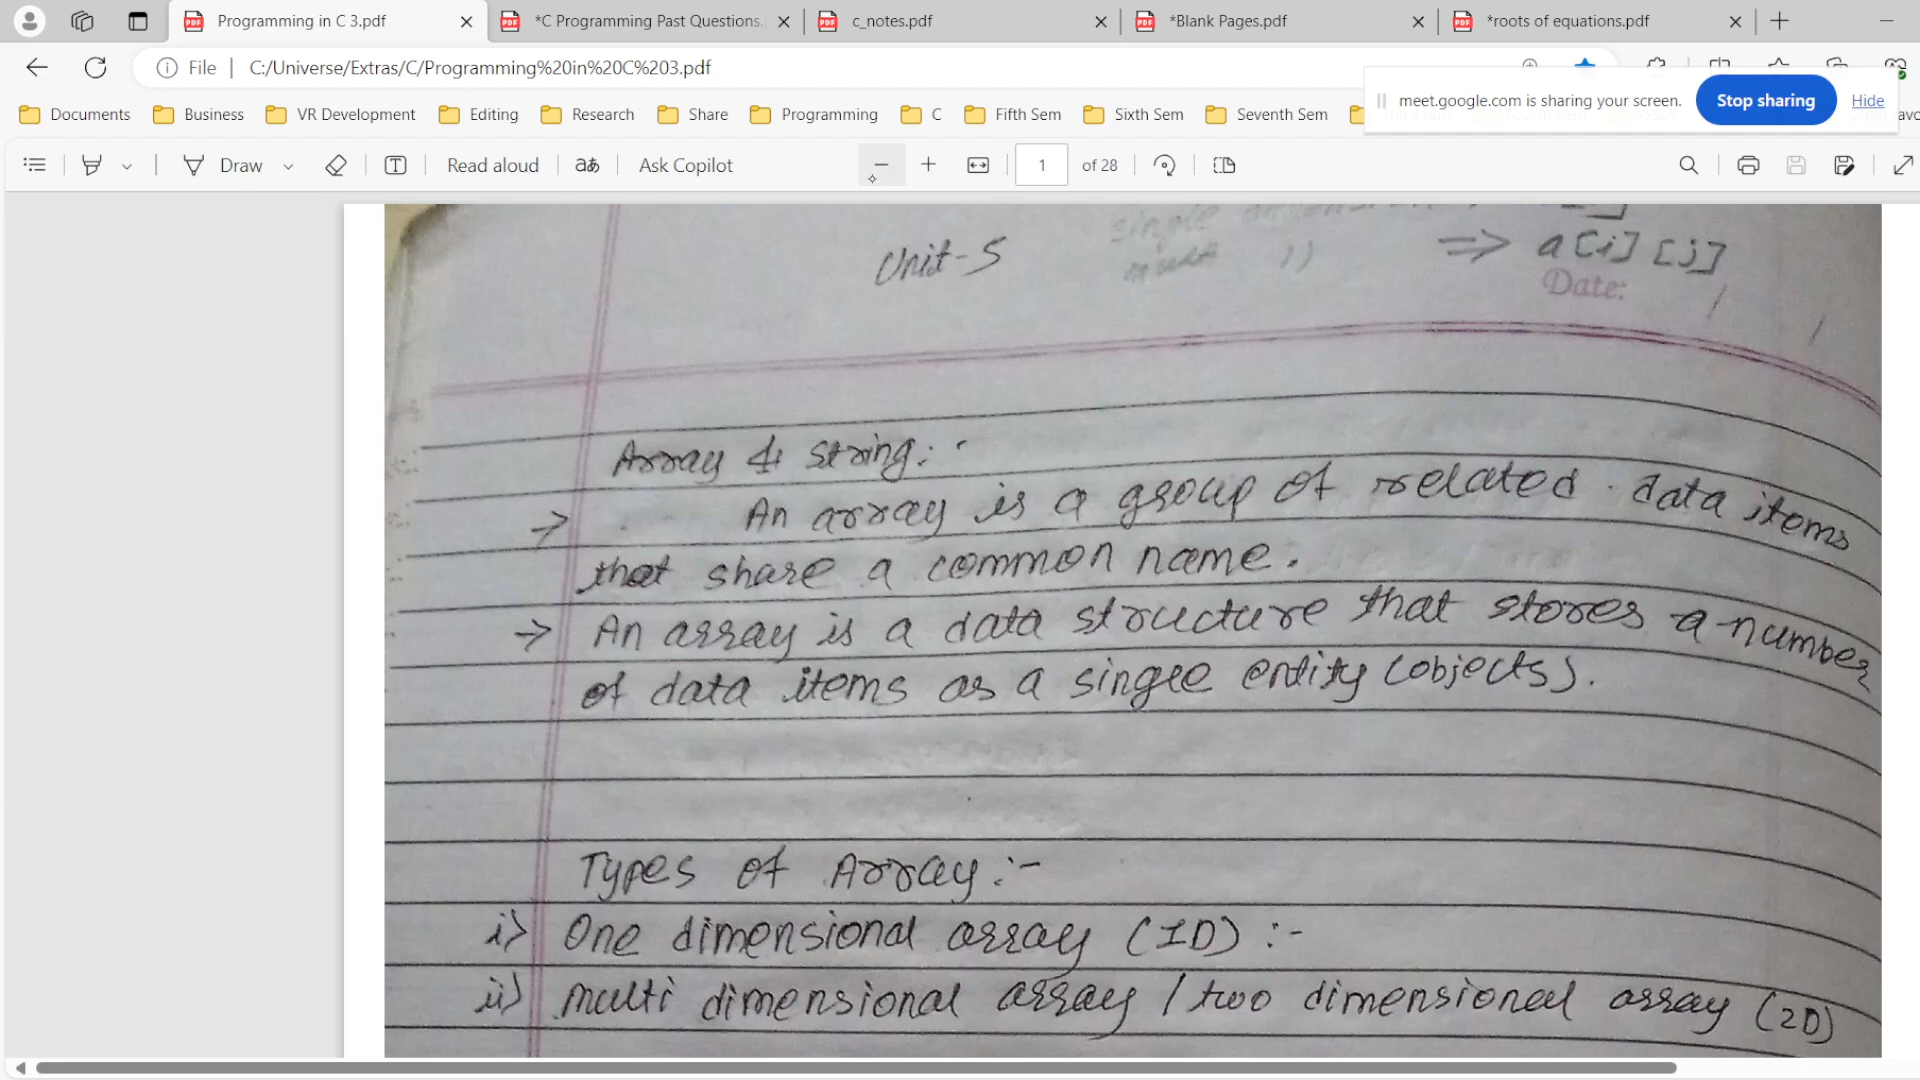 Programming in C 3.pdf
*C Programming Past Questions.
c_notes.pdf
*Blank Pages.pdf
*roots of equations.pdf
File C:/Universe/Extras/C/Programming%20in%20C%203.pdf
meet.google.com is sharing your screen. Stop sharing Hide
Documents Business VR Development Editing Research Share Programming C Fifth Sem Sixth Sem Seventh Sem
Draw Read aloud aあ Ask Copilot 1 of 28
single
Unit-5 => a[i] [j]
Date:
Array & string:-
-> An array is a group of related data items
that share a common name.
-> An array is a data structure that stores a number
of data items as a single entity (objects).
Types of Array:-
i) One dimensional array (1D) :-
ii) multi dimensional array / two dimensional array (2D)